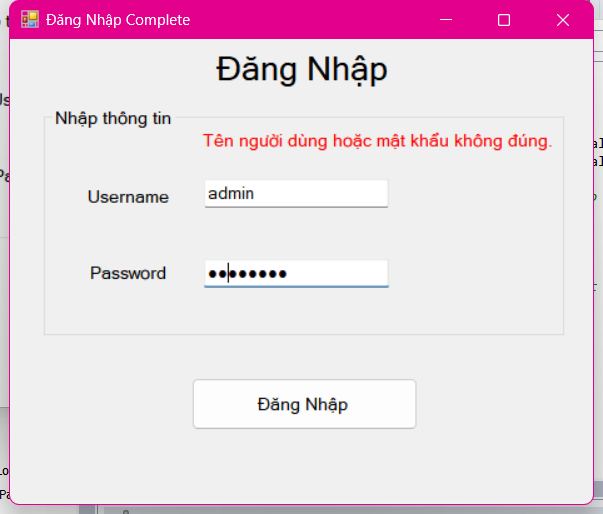 Đăng Nhập Complete
Đăng Nhập
Nhập thông tin
Tên người dùng hoặc mật khẩu không đúng.
Username admin
Password ••••••••
Đăng Nhập